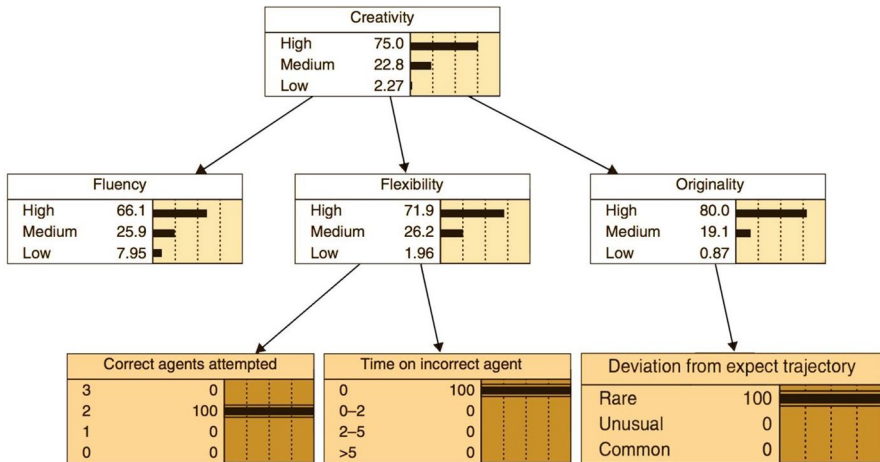 Creativity
High 75.0
Medium 22.8
Low 2.27
Fluency
High 66.1
Medium 25.9
Low 7.95
Flexibility
High 71.9
Medium 26.2
Low 1.96
Originality
High 80.0
Medium 19.1
Low 0.87
Correct agents attempted
3 0
2 100
1 0
0 0
Time on incorrect agent
0 100
0–2 0
2–5 0
>5 0
Deviation from expect trajectory
Rare 100
Unusual 0
Common 0